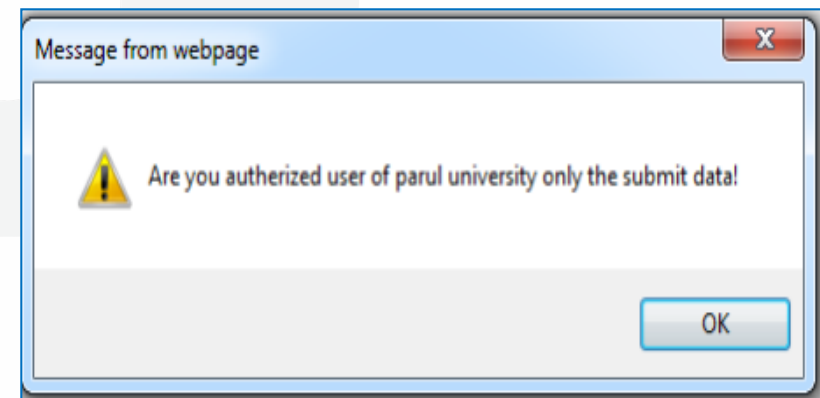 Message from webpage
Are you autherized user of parul university only the submit data!
OK